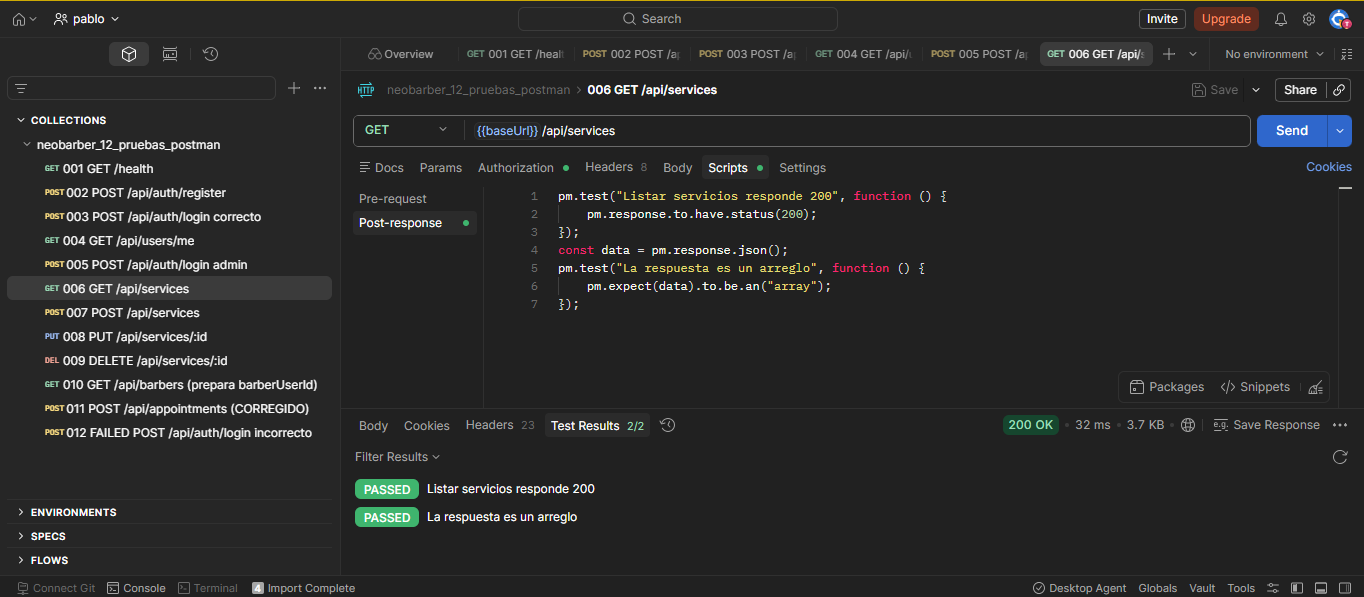 pablo
Search
Invite
Upgrade
Overview
GET 001 GET /healt
POST 002 POST /ap
POST 003 POST /ap
GET 004 GET /api/u
POST 005 POST /ap
GET 006 GET /api/s
No environment
COLLECTIONS
neobarber_12_pruebas_postman
GET 001 GET /health
POST 002 POST /api/auth/register
POST 003 POST /api/auth/login correcto
GET 004 GET /api/users/me
POST 005 POST /api/auth/login admin
GET 006 GET /api/services
POST 007 POST /api/services
PUT 008 PUT /api/services/:id
DEL 009 DELETE /api/services/:id
GET 010 GET /api/barbers (prepara barberUserId)
POST 011 POST /api/appointments (CORREGIDO)
POST 012 FAILED POST /api/auth/login incorrecto
ENVIRONMENTS
SPECS
FLOWS
HTTP neobarber_12_pruebas_postman > 006 GET /api/services
Save
Share
GET {{baseUrl}} /api/services
Send
Docs Params Authorization Headers 8 Body Scripts Settings
Cookies
Pre-request
Post-response
1 pm.test("Listar servicios responde 200", function () {
2 pm.response.to.have.status(200);
3 });
4 const data = pm.response.json();
5 pm.test("La respuesta es un arreglo", function () {
6 pm.expect(data).to.be.an("array");
7 });
Packages
Snippets
Body Cookies Headers 23 Test Results 2/2
200 OK • 32 ms • 3.7 KB
e.g. Save Response
Filter Results
PASSED Listar servicios responde 200
PASSED La respuesta es un arreglo
Connect Git Console Terminal 4 Import Complete
Desktop Agent Globals Vault Tools